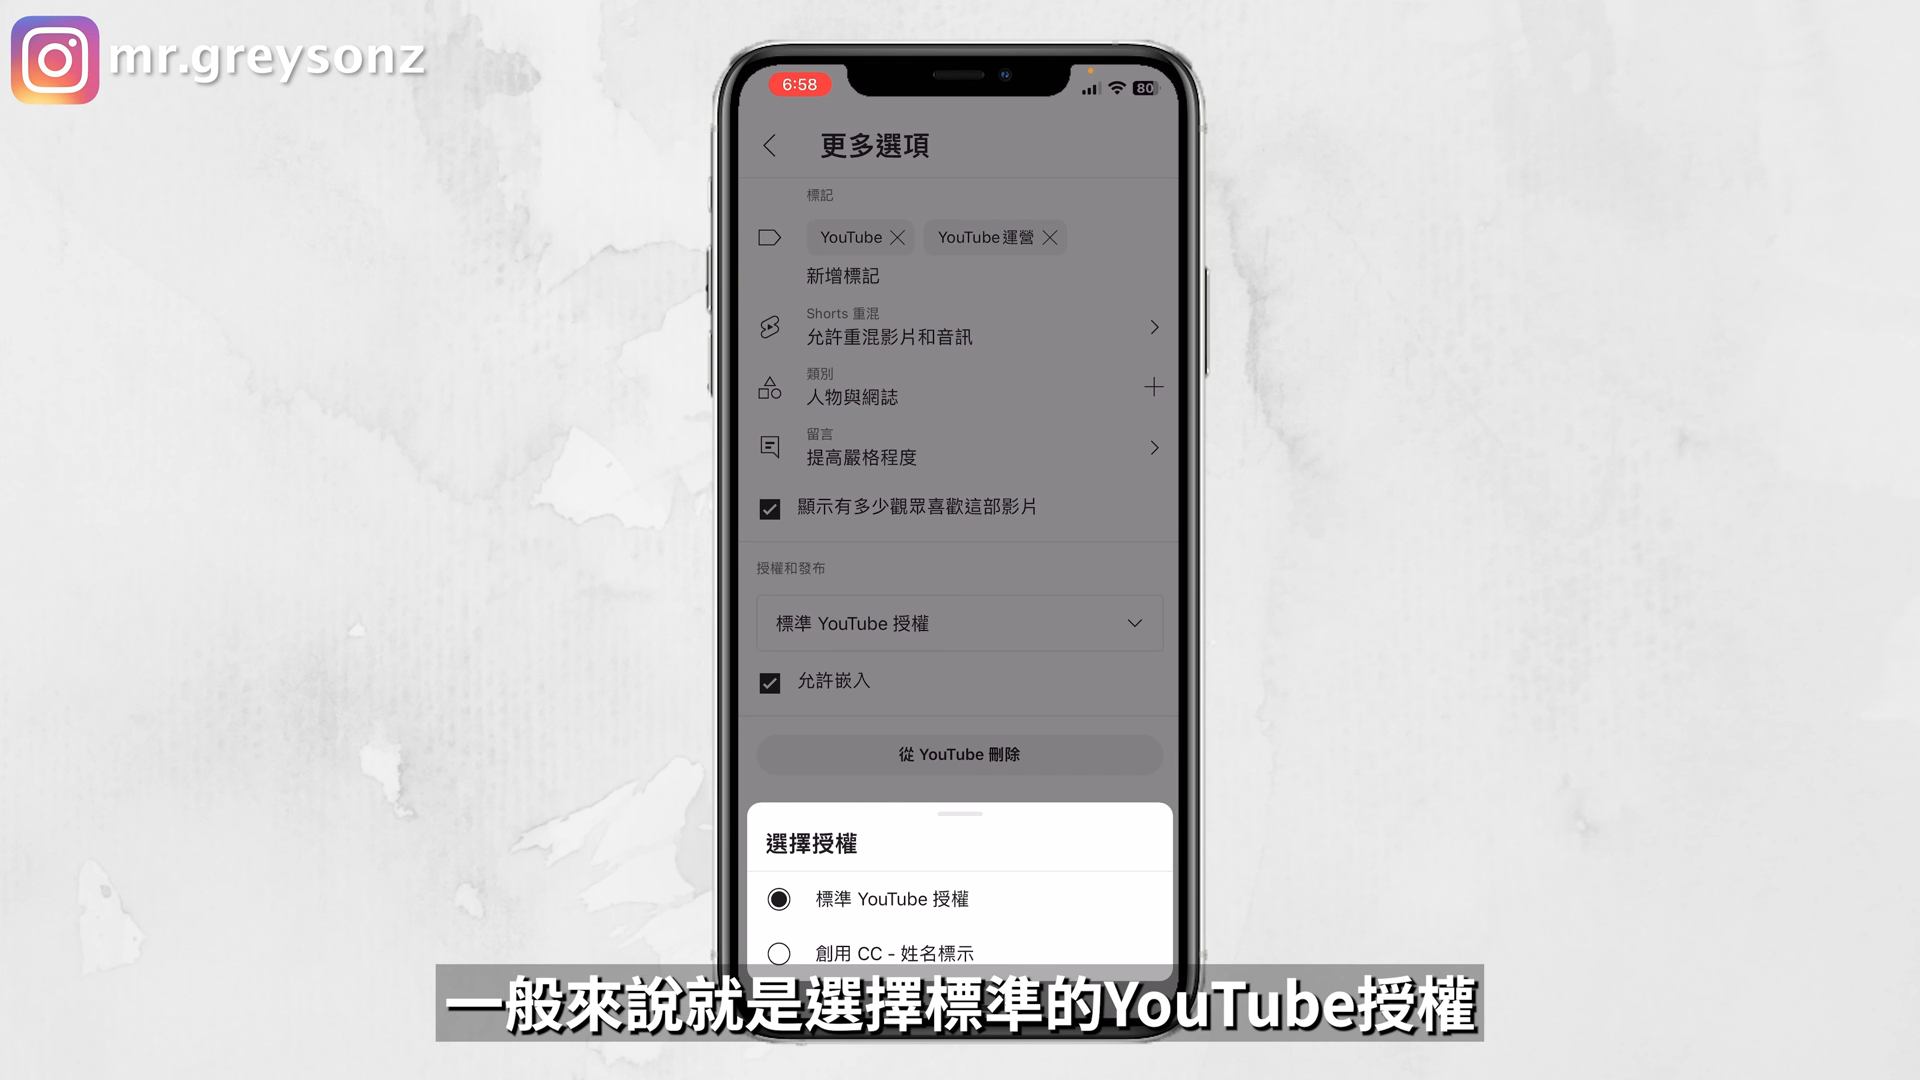 mr.greysonz
6:58
80
更多選項
標記
YouTube
YouTube運營
新增標記
Shorts 重混
允許重混影片和音訊
類別
人物與網誌
留言
提高嚴格程度
顯示有多少觀眾喜歡這部影片
授權和發布
標準 YouTube 授權
允許嵌入
從 YouTube 刪除
選擇授權
標準 YouTube 授權
創用 CC - 姓名標示
一般來說就是選擇標準的YouTube授權